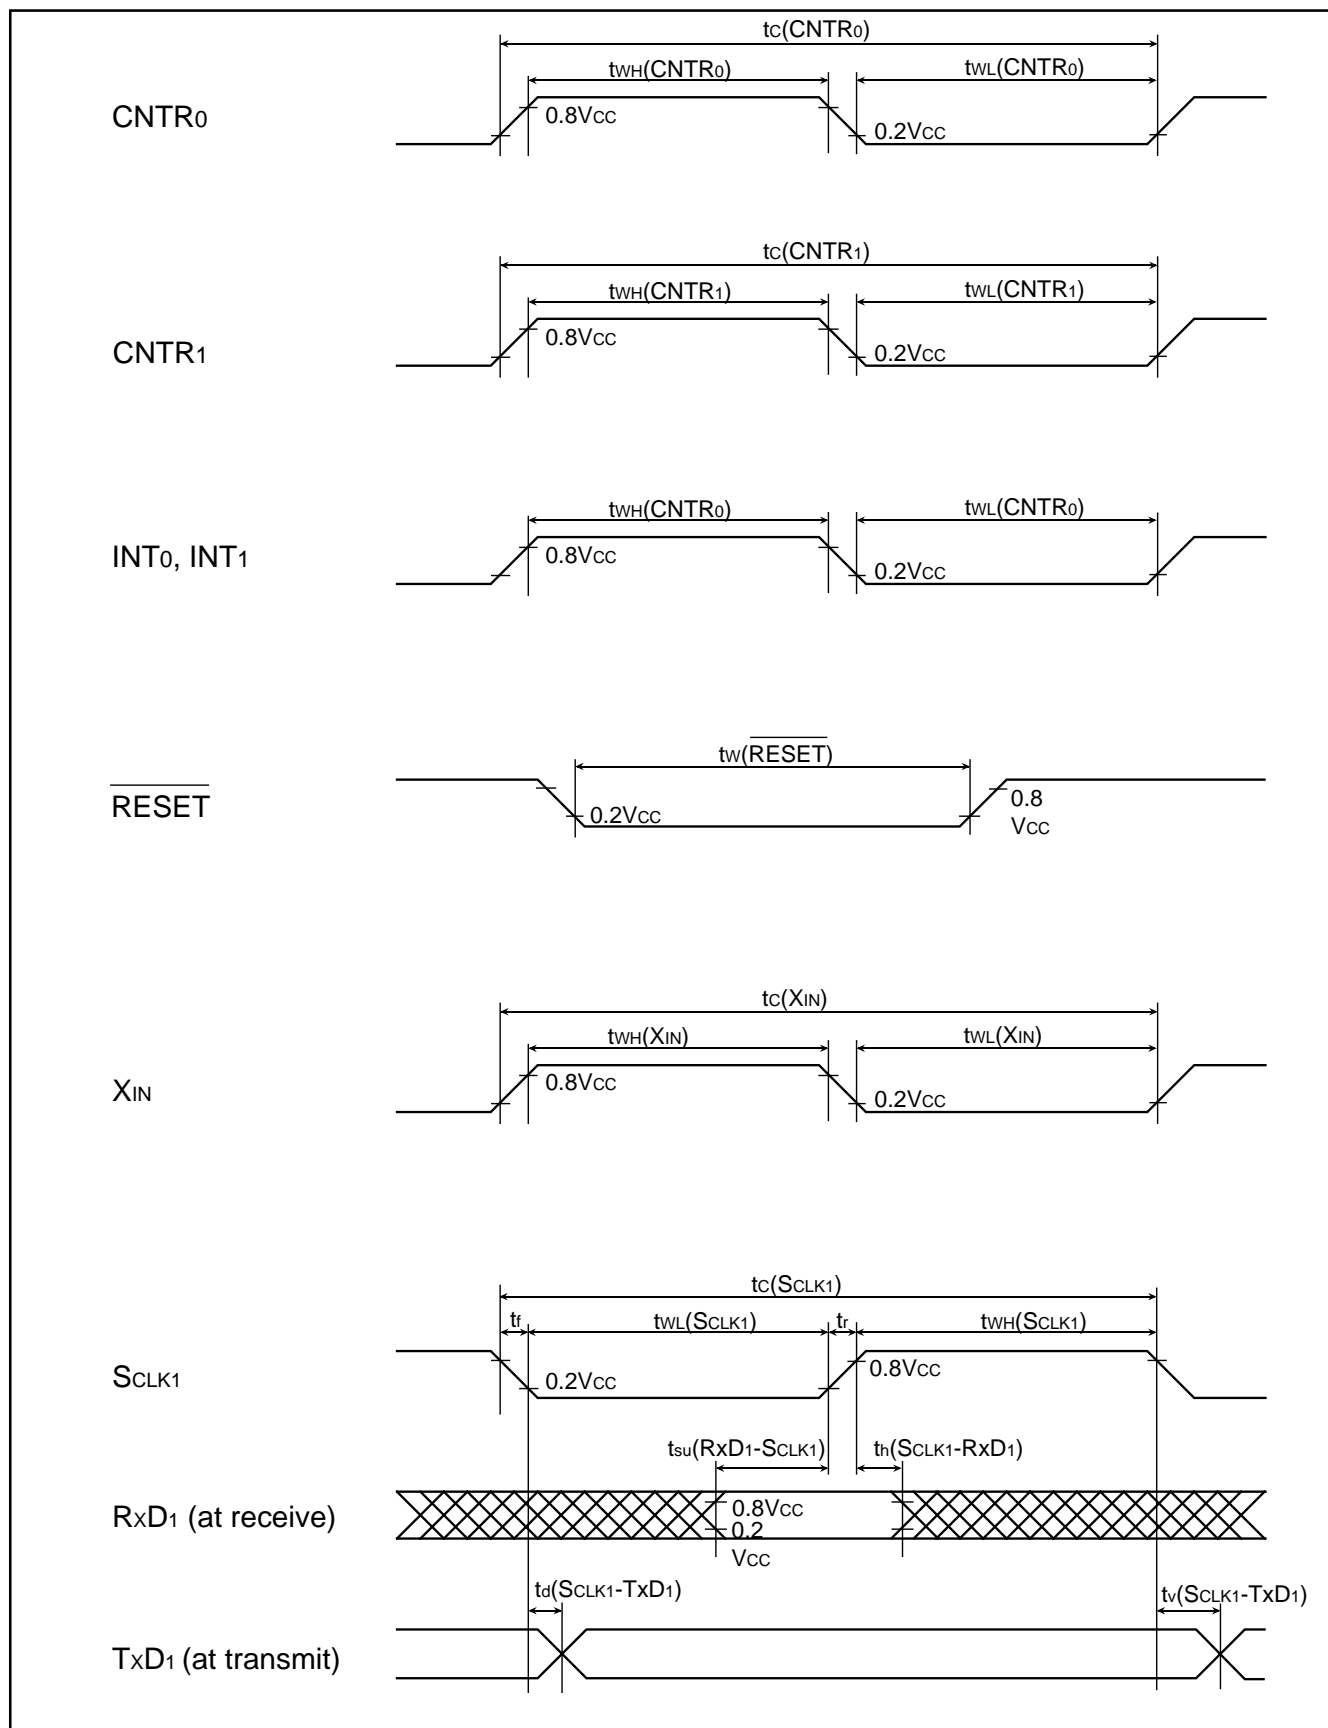 tC(CNTR0)
tWH(CNTR0) tWL(CNTR0)
CNTR0 0.8VCC 0.2VCC
tC(CNTR1)
tWH(CNTR1) tWL(CNTR1)
CNTR1 0.8VCC 0.2VCC
tWH(CNTR0) tWL(CNTR0)
INT0, INT1 0.8VCC 0.2VCC
tW(RESET)
RESET 0.2VCC 0.8
VCC
tC(XIN)
tWH(XIN) tWL(XIN)
XIN 0.8VCC 0.2VCC
tC(SCLK1)
tf tWL(SCLK1) tr tWH(SCLK1)
SCLK1 0.2VCC 0.8VCC
tsu(RxD1-SCLK1) th(SCLK1-RxD1)
RXD1 (at receive) 0.8VCC
0.2
VCC
td(SCLK1-TxD1) tv(SCLK1-TxD1)
TXD1 (at transmit)